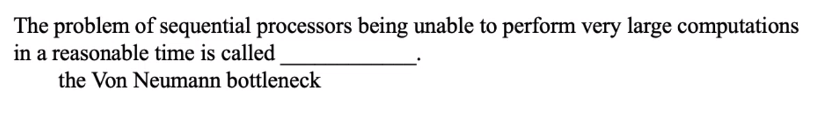 The problem of sequential processors being unable to perform very large computations
in a reasonable time is called ______________.
the Von Neumann bottleneck